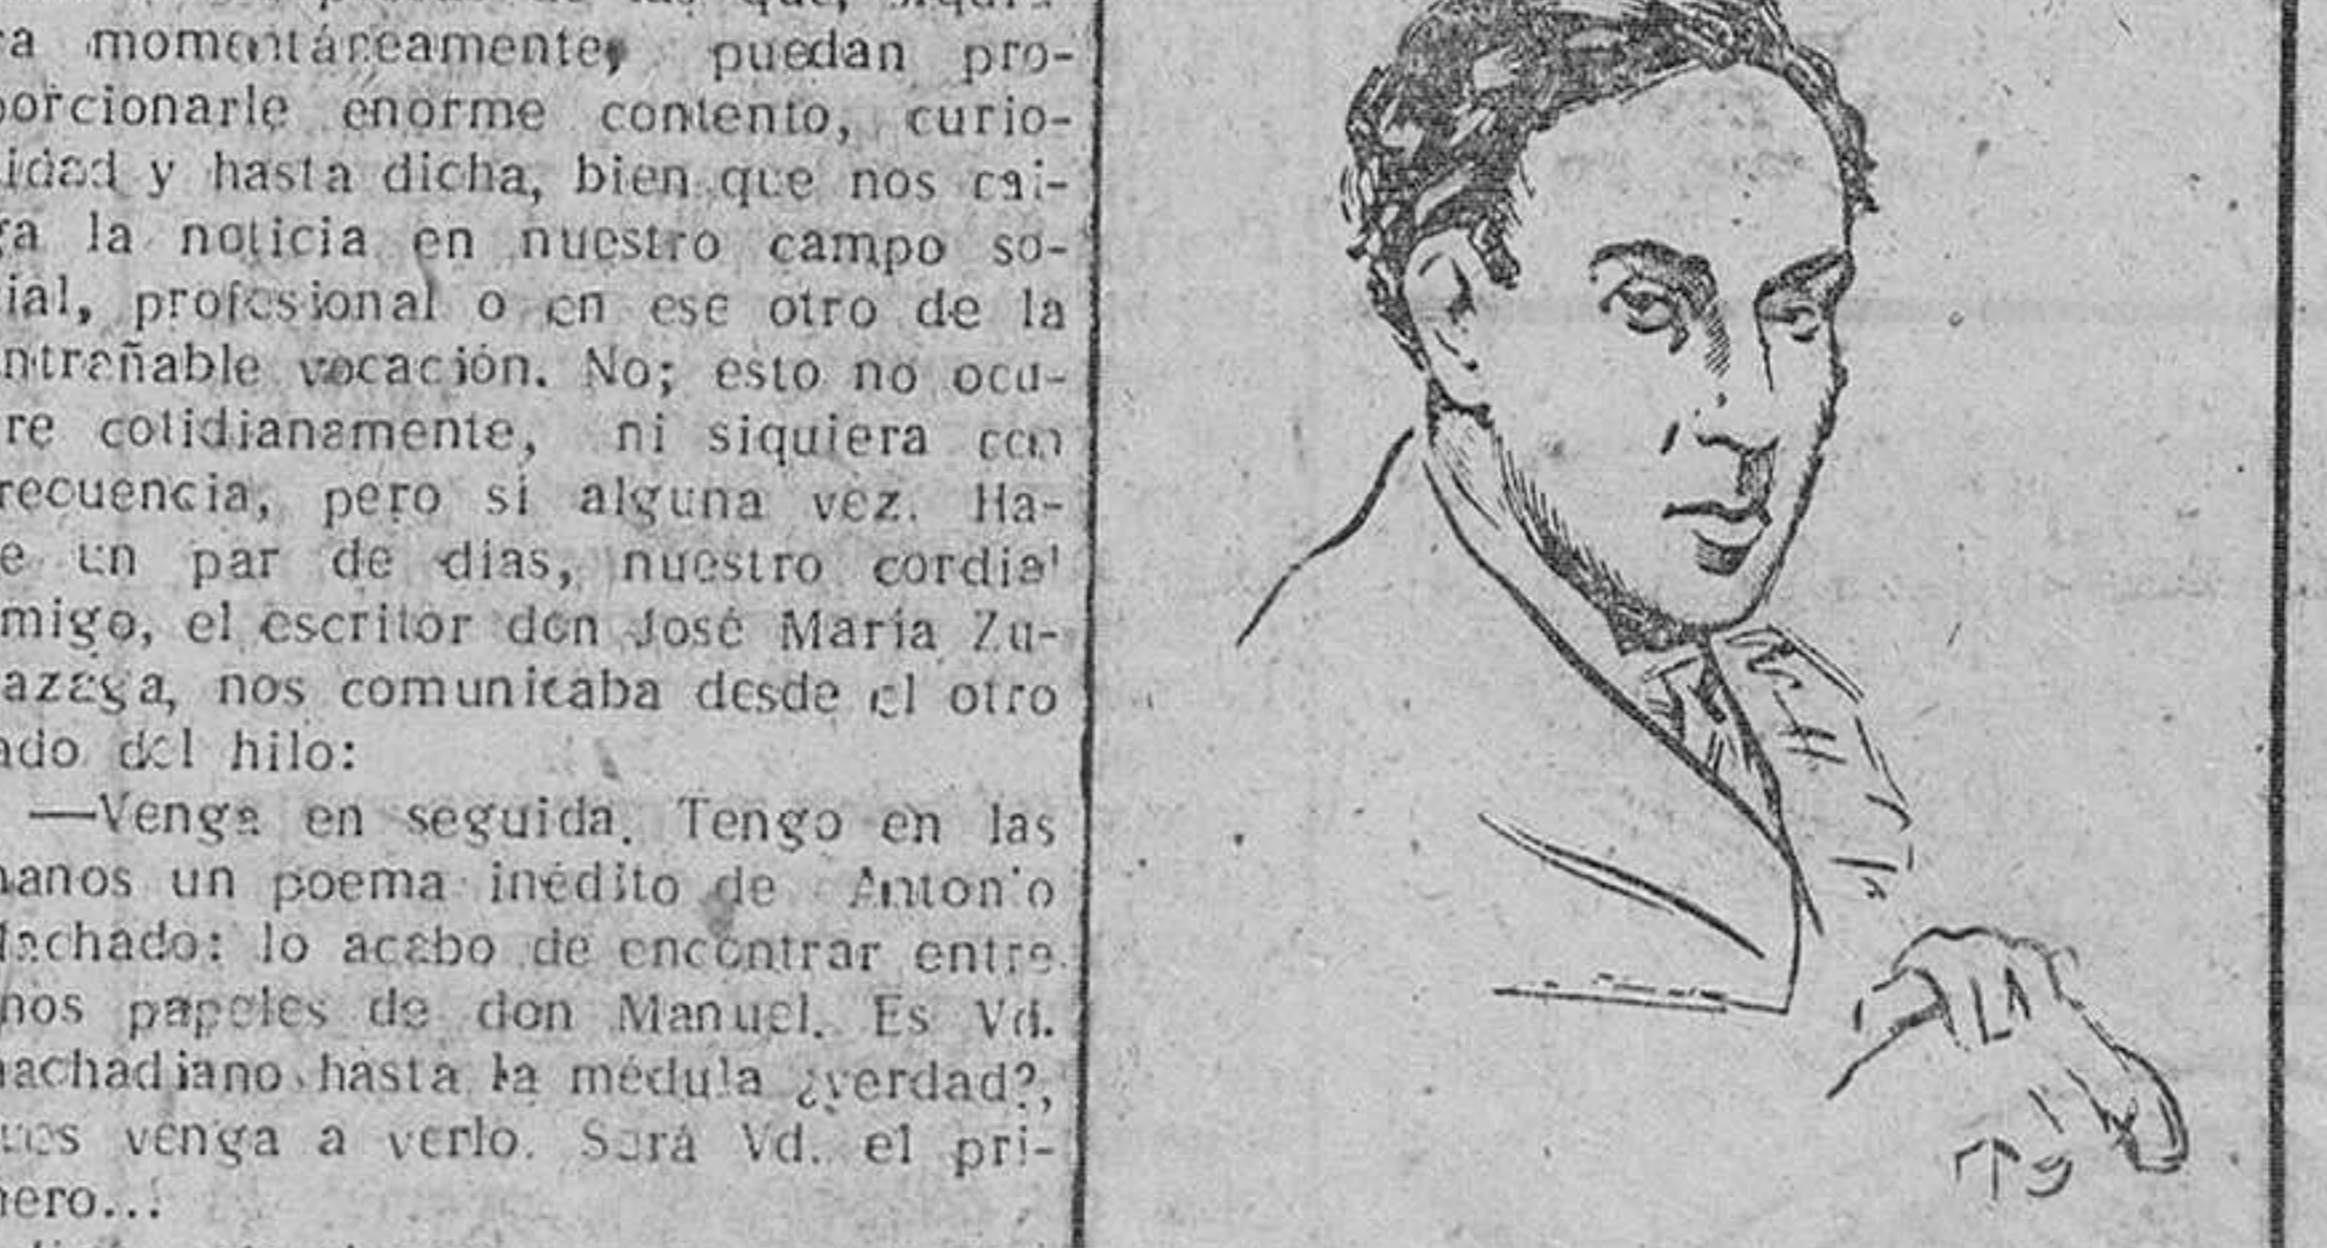 a momentáneamente, puedan pro-
porcionarle enorme contento, curio-
idad y hasta dicha, bien que nos cai-
ga la noticia en nuestro campo so-
ial, profesional o en ese otro de la
ntrañable vocación. No; esto no ocu-
re cotidianamente, ni siquiera con
recuencia, pero sí alguna vez. Ha-
e un par de días, nuestro cordial
migo, el escritor don José María Zu-
azaga, nos comunicaba desde el otro
ado del hilo:
—Venga en seguida. Tengo en las
manos un poema inédito de Antonio
Machado: lo acabo de encontrar entre
nos papeles de don Manuel. Es Vd.
machadiano hasta la médula ¿verdad?,
ues venga a verlo. Será Vd. el pri-
mero...